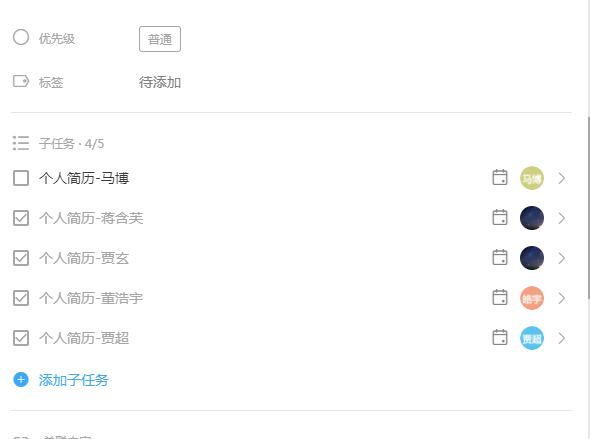 优先级 普通
标签 待添加
子任务 · 4/5
个人简历-马博 马博
个人简历-蒋含芙
个人简历-贾玄
个人简历-董浩宇 皓宇
个人简历-贾超 贾超
添加子任务